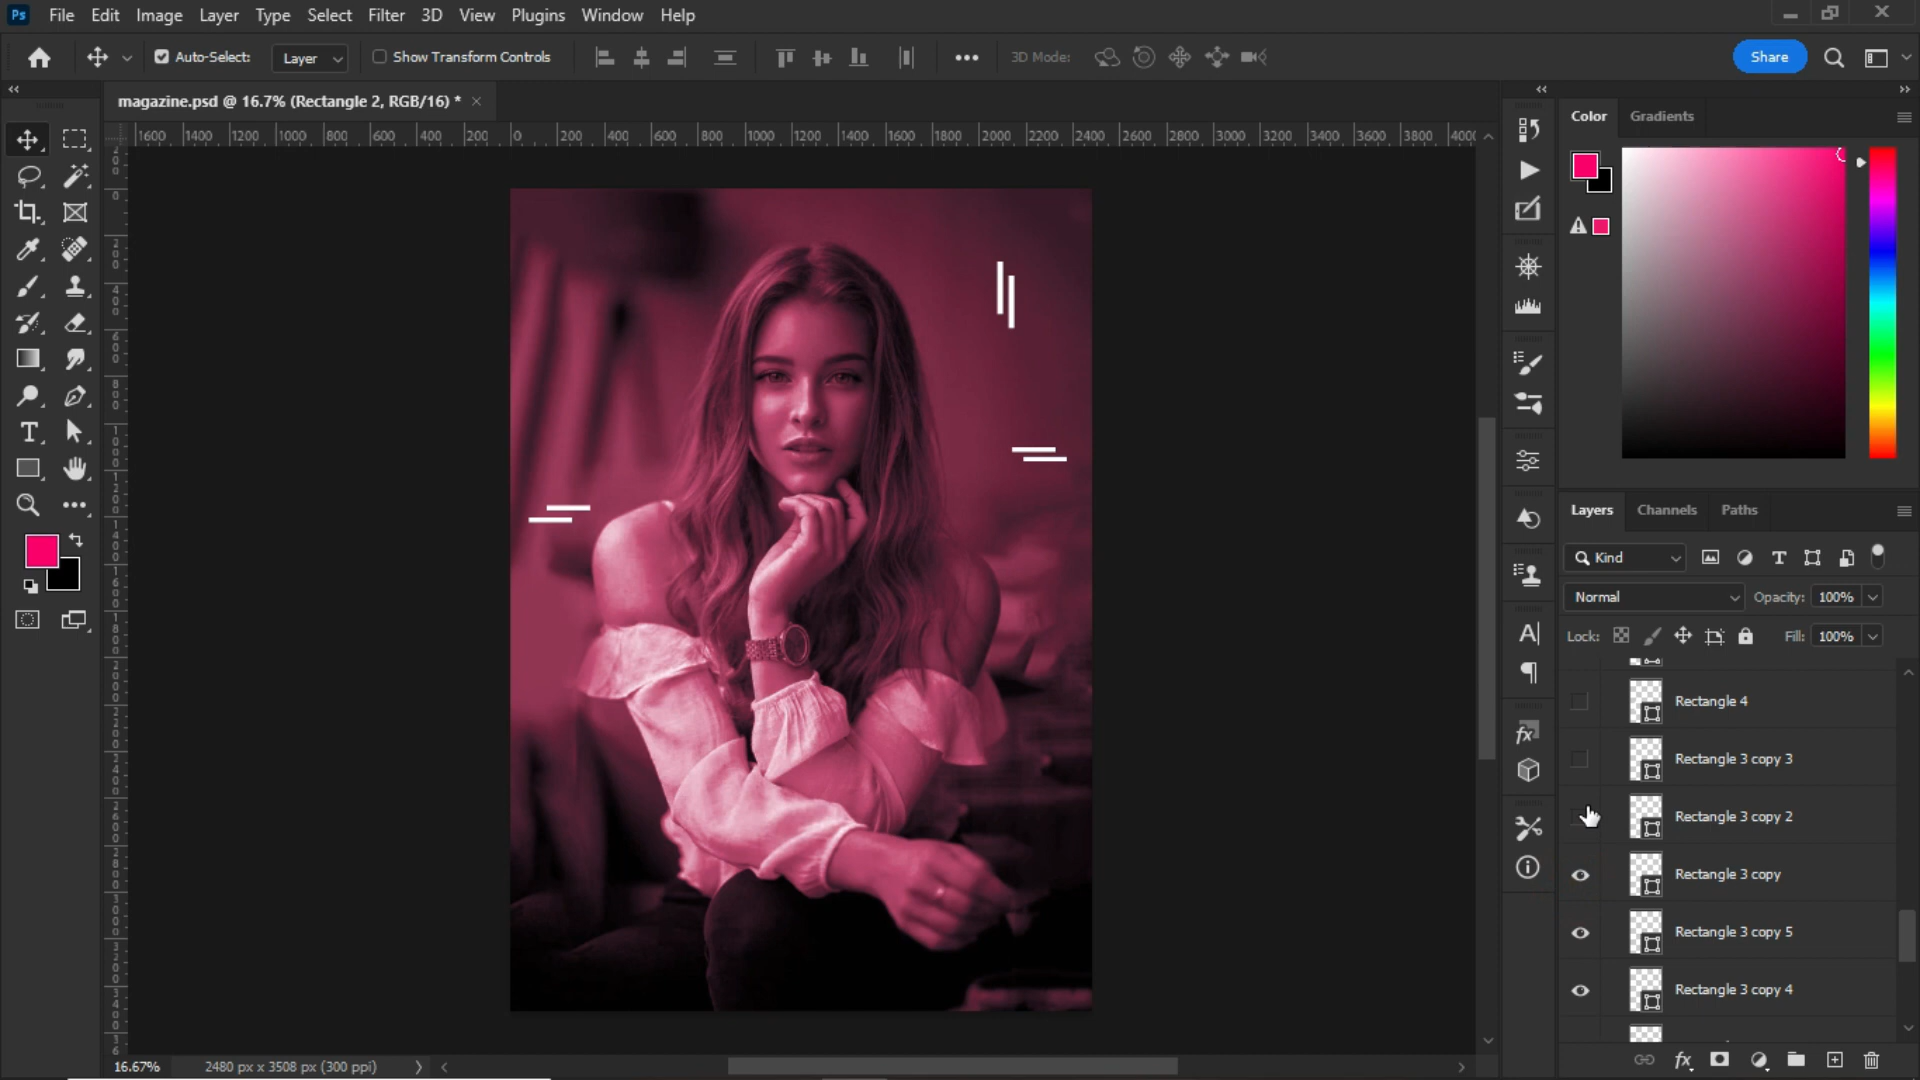 Ps File Edit Image Layer Type Select Filter 3D View Plugins Window Help
Auto-Select: Layer Show Transform Controls 3D Mode: Share
magazine.psd @ 16.7% (Rectangle 2, RGB/16) * ×
1600 1400 1200 1000 800 600 400 200 0 200 400 600 800 1000 1200 1400 1600 1800 2000 2200 2400 2600 2800 3000 3200 3400 3600 3800 400
Color Gradients
Layers Channels Paths
Kind
Normal Opacity: 100%
Lock: Fill: 100%
Rectangle 4
Rectangle 3 copy 3
Rectangle 3 copy 2
Rectangle 3 copy
Rectangle 3 copy 5
Rectangle 3 copy 4
16.67% 2480 px x 3508 px (300 ppi)